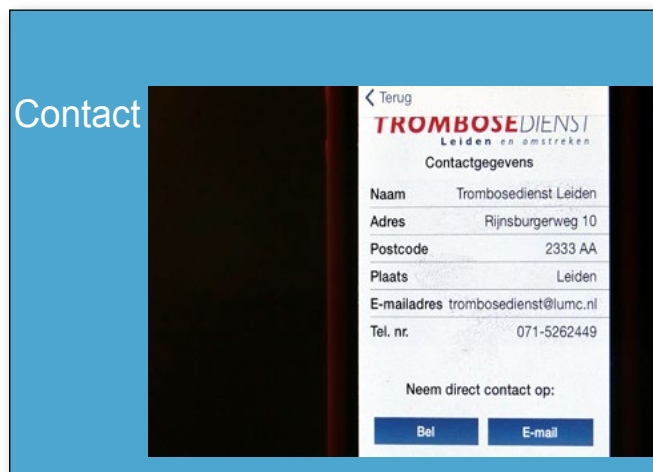 Contact
Terug
TROMBOSEDIENST
Leiden en omstreken
Contactgegevens
Naam Trombosedienst Leiden
Adres Rijnsburgerweg 10
Postcode 2333 AA
Plaats Leiden
E-mailadres trombosedienst@lumc.nl
Tel. nr. 071-5262449
Neem direct contact op:
Bel E-mail